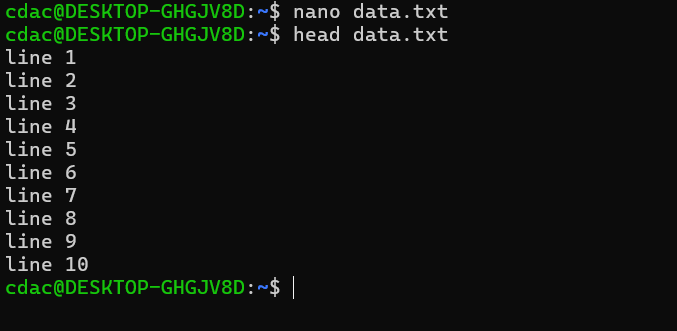 cdac@DESKTOP-GHGJV8D:~$ nano data.txt
cdac@DESKTOP-GHGJV8D:~$ head data.txt
line 1
line 2
line 3
line 4
line 5
line 6
line 7
line 8
line 9
line 10
cdac@DESKTOP-GHGJV8D:~$